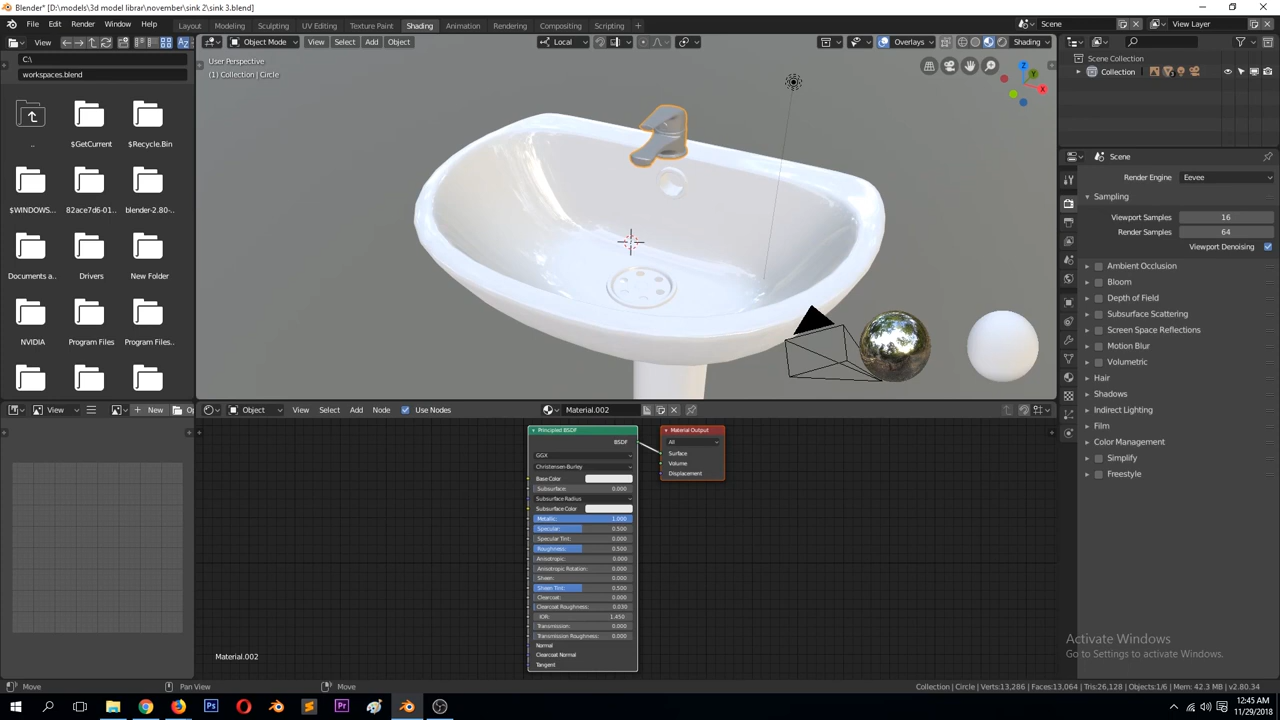 Blender* [D:\models\3d model librar\november\sink 2\sink 3.blend]
File Edit Render Window Help Layout Modeling Sculpting UV Editing Texture Paint Shading Animation Rendering Compositing Scripting Scene View Layer
View Object Mode View Select Add Object Local Overlays Shading
C:\
workspaces.blend
User Perspective
(1) Collection | Circle
Scene Collection
Collection
Z
Y
X
.. $GetCurrent $Recycle.Bin
$WINDOWS... 82ace7d6-01... blender-2.80-..
Documents a.. Drivers New Folder
NVIDIA Program Files Program Files..
Scene
Render Engine Eevee
Sampling
Viewport Samples 16
Render Samples 64
Viewport Denoising
Ambient Occlusion
Bloom
Depth of Field
Subsurface Scattering
Screen Space Reflections
Motion Blur
Volumetric
Hair
Shadows
Indirect Lighting
Film
Color Management
Simplify
Freestyle
View New Op Object View Select Add Node Use Nodes Material.002
Principled BSDF
BSDF
GGX
Christensen-Burley
Base Color
Subsurface: 0.000
Subsurface Radius
Subsurface Color
Metallic: 1.000
Specular: 0.500
Specular Tint: 0.000
Roughness: 0.500
Anisotropic: 0.000
Anisotropic Rotation: 0.000
Sheen: 0.000
Sheen Tint: 0.500
Clearcoat: 0.000
Clearcoat Roughness: 0.030
IOR: 1.450
Transmission: 0.000
Transmission Roughness: 0.000
Normal
Clearcoat Normal
Tangent
Material Output
All
Surface
Volume
Displacement
Material.002
Activate Windows
Go to Settings to activate Windows.
Move Pan View Move Collection | Circle | Verts:13,286 | Faces:13,064 | Tris:26,128 | Objects:1/6 | Mem: 42.3 MB | v2.80.34
Ps Pr
12:45 AM
11/29/2018